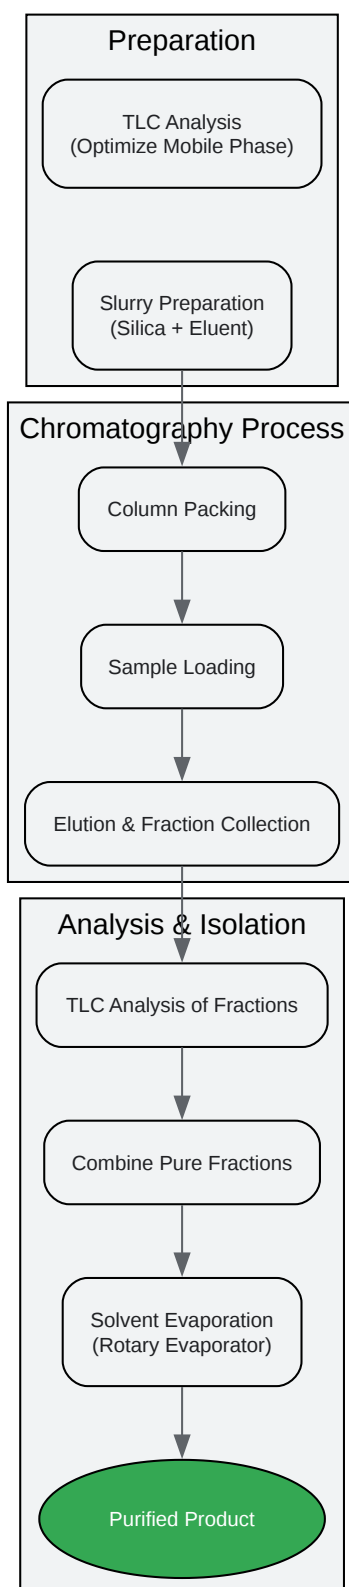 Preparation
TLC Analysis
(Optimize Mobile Phase)
Slurry Preparation
(Silica + Eluent)
Chromatography Process
Column Packing
Sample Loading
Elution & Fraction Collection
Analysis & Isolation
TLC Analysis of Fractions
Combine Pure Fractions
Solvent Evaporation
(Rotary Evaporator)
Purified Product